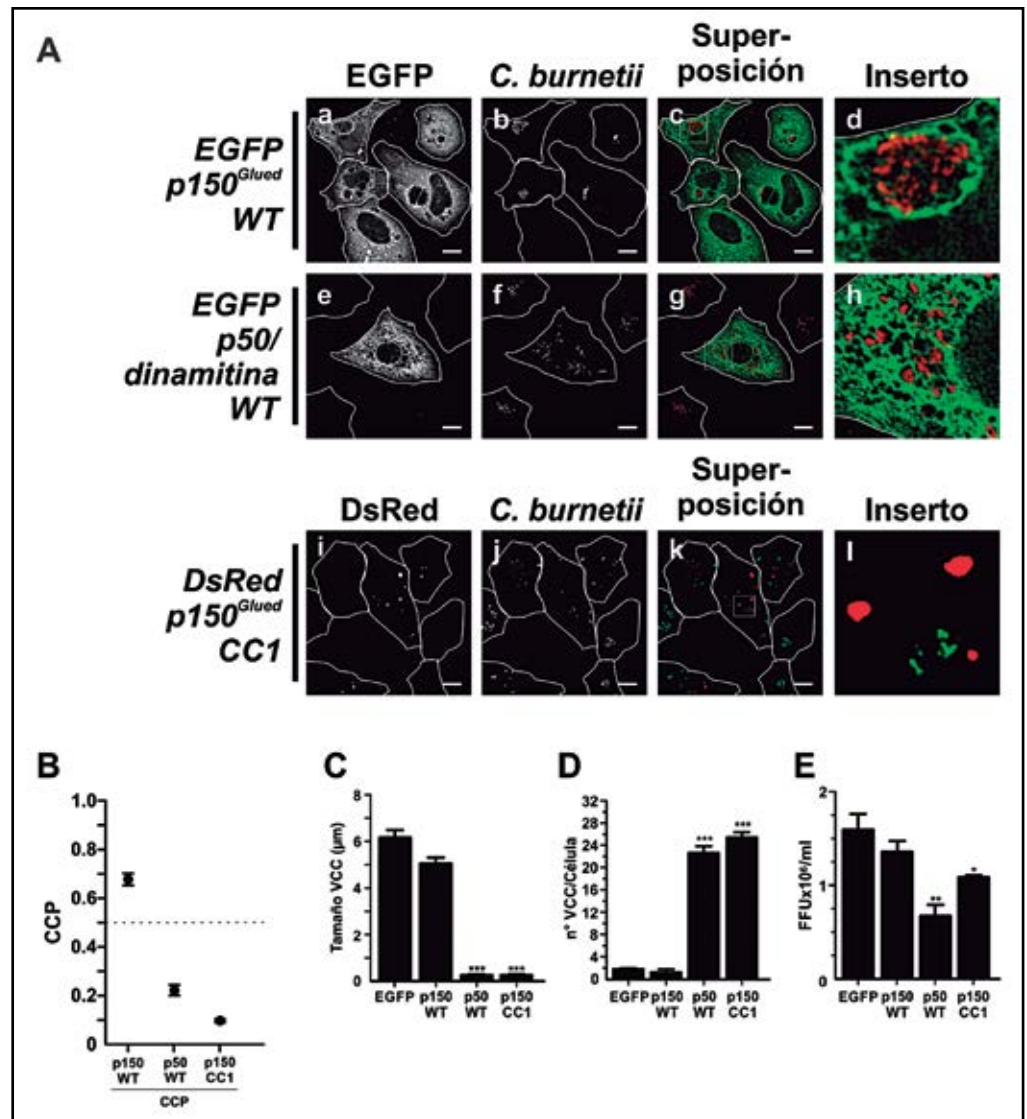 A
EGFP
C. burnetii
Super-
posición
Inserto
EGFP
p150Glued
WT
a
b
c
d
EGFP
p50/
dinamitina
WT
e
f
g
h
DsRed
C. burnetii
Super-
posición
Inserto
DsRed
p150Glued
CC1
i
j
k
l
B
CCP
1.0
0.8
0.6
0.4
0.2
0
p150
WT
p50
WT
p150
CC1
CCP
C
Tamaño VCC (µm)
8
6
4
2
0
***
***
EGFP
p150
WT
p50
WT
p150
CC1
D
n° VCC/Célula
32
28
24
20
16
12
8
4
0
***
***
EGFP
p150
WT
p50
WT
p150
CC1
E
FFUx10⁶/ml
2
1
0
**
*
EGFP
p150
WT
p50
WT
p150
CC1